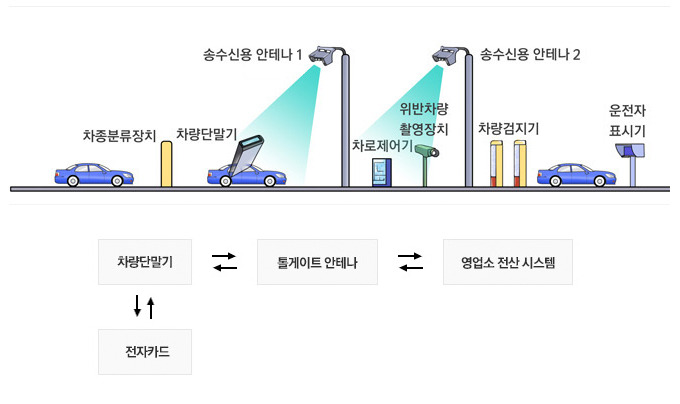 송수신용 안테나 1
송수신용 안테나 2
위반차량
촬영장치
운전자
표시기
차종분류장치
차량단말기
차로제어기
차량검지기
차량단말기
톨게이트 안테나
영업소 전산 시스템
전자카드